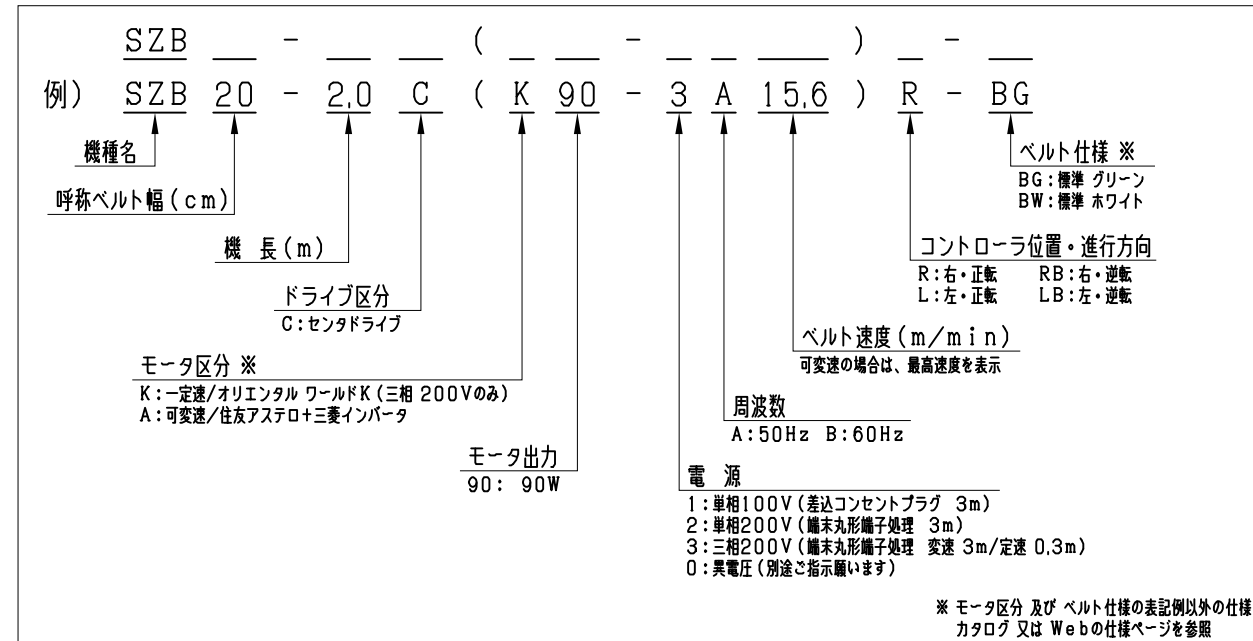 SZB － （ － ） －
例） SZB 20 － 2.0 C （ K 90 － 3 A 15.6 ） R － BG
機種名
呼称ベルト幅(cm)
機 長(m)
ドライブ区分
C：センタドライブ
モータ区分 ※
K：一定速/オリエンタル ワールドK(三相 200Vのみ)
A：可変速/住友アステロ＋三菱インバータ
モータ出力
90： 90W
電 源
1：単相100V(差込コンセントプラグ 3m)
2：単相200V(端末丸形端子処理 3m)
3：三相200V(端末丸形端子処理 変速 3m/定速 0.3m)
0：異電圧(別途ご指示願います)
周波数
A：50Hz B：60Hz
ベルト速度(m/min)
可変速の場合は、最高速度を表示
コントローラ位置・進行方向
R：右・正転 RB：右・逆転
L：左・正転 LB：左・逆転
ベルト仕様 ※
BG：標準 グリーン
BW：標準 ホワイト
※ モータ区分 及び ベルト仕様の表記例以外の仕様
カタログ 又は Webの仕様ページを参照